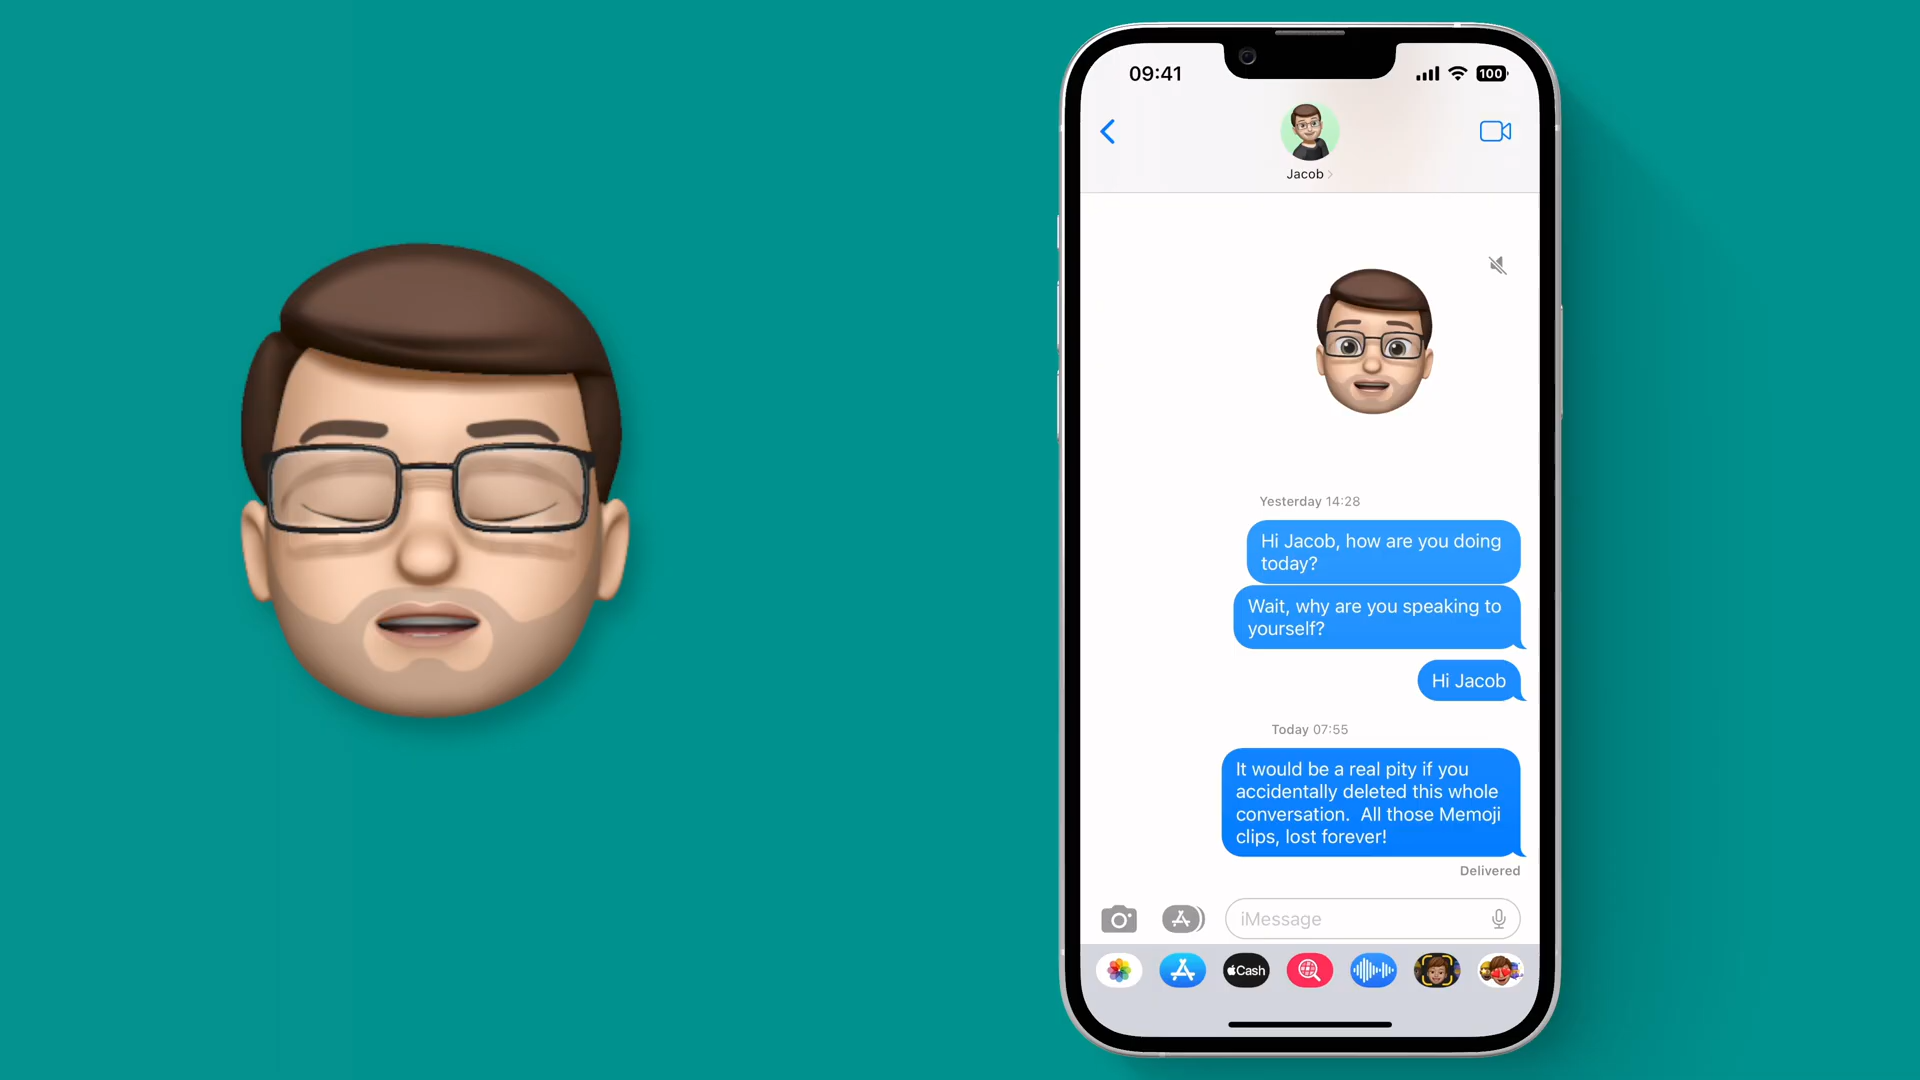 09:41
100
Jacob
Yesterday 14:28
Hi Jacob, how are you doing
today?
Wait, why are you speaking to
yourself?
Hi Jacob
Today 07:55
It would be a real pity if you
accidentally deleted this whole
conversation.  All those Memoji
clips, lost forever!
Delivered
iMessage
Cash